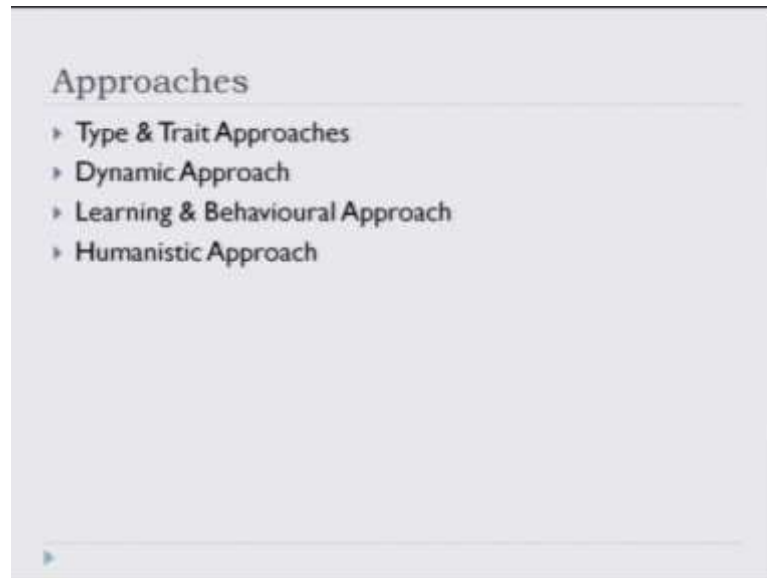 Approaches
Type & Trait Approaches
Dynamic Approach
Learning & Behavioural Approach
Humanistic Approach